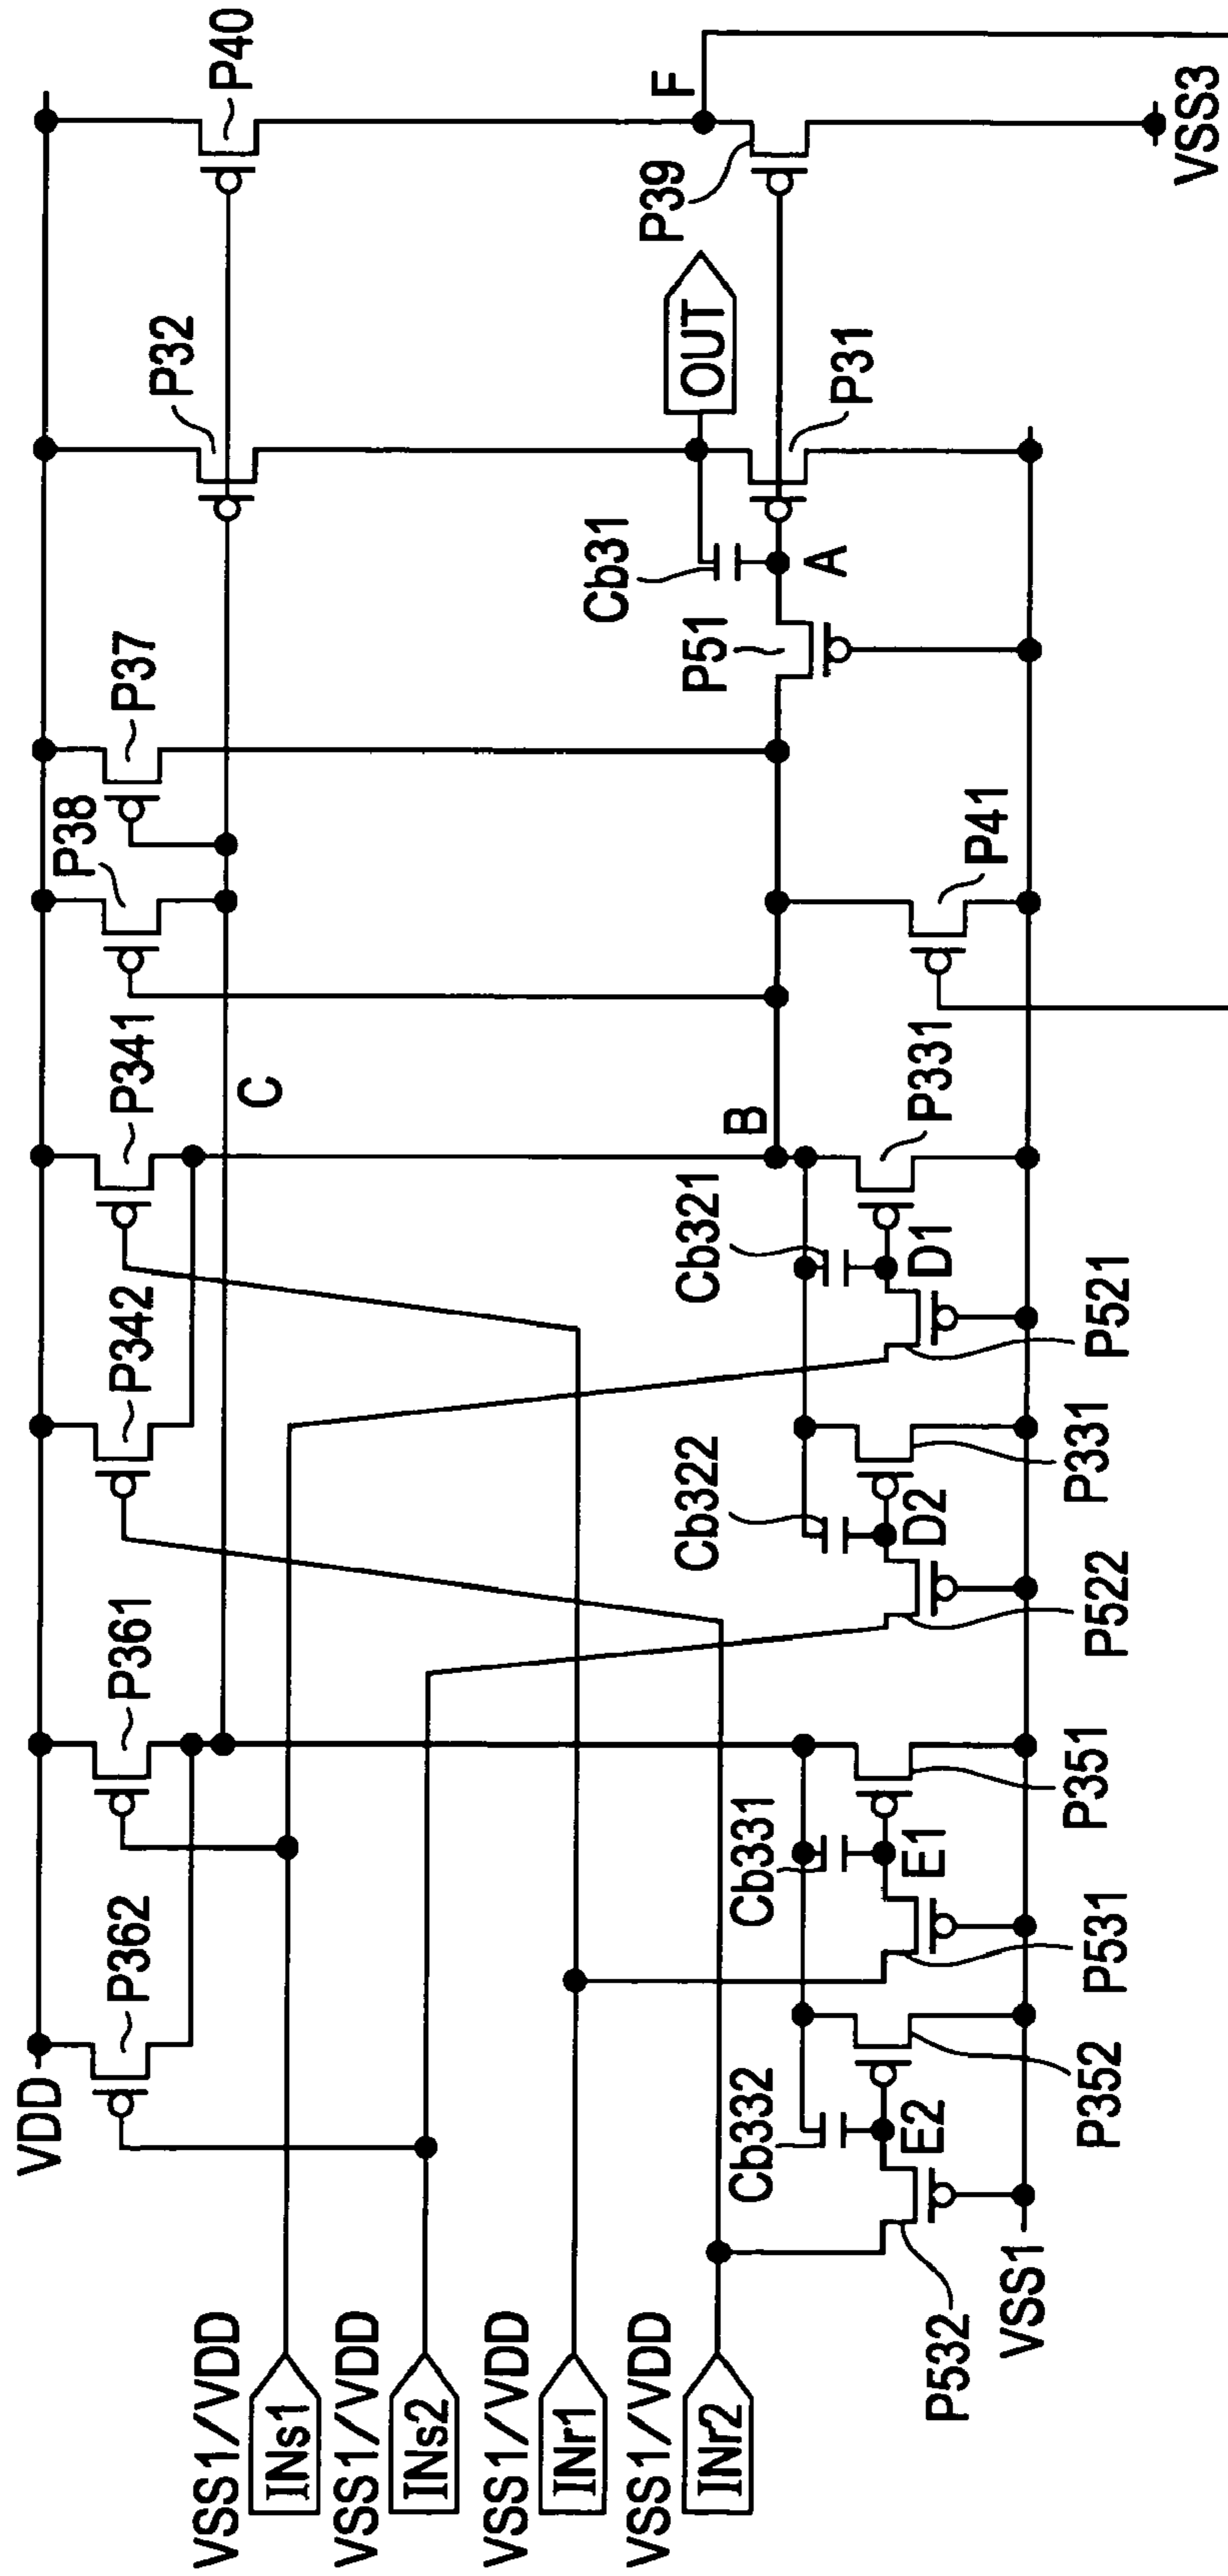 VDD
P362
P361
P342
P341
P38
P37
P32
P40
C
VSS1/VDD
INs1
VSS1/VDD
INs2
VSS1/VDD
INr1
VSS1/VDD
INr2
B
F
OUT
P39
Cb31
P51
A
P31
Cb332
Cb331
Cb322
Cb321
E2
E1
D2
D1
P331
P41
P532
VSS1
P352
P531
P351
P522
P331
P521
VSS3